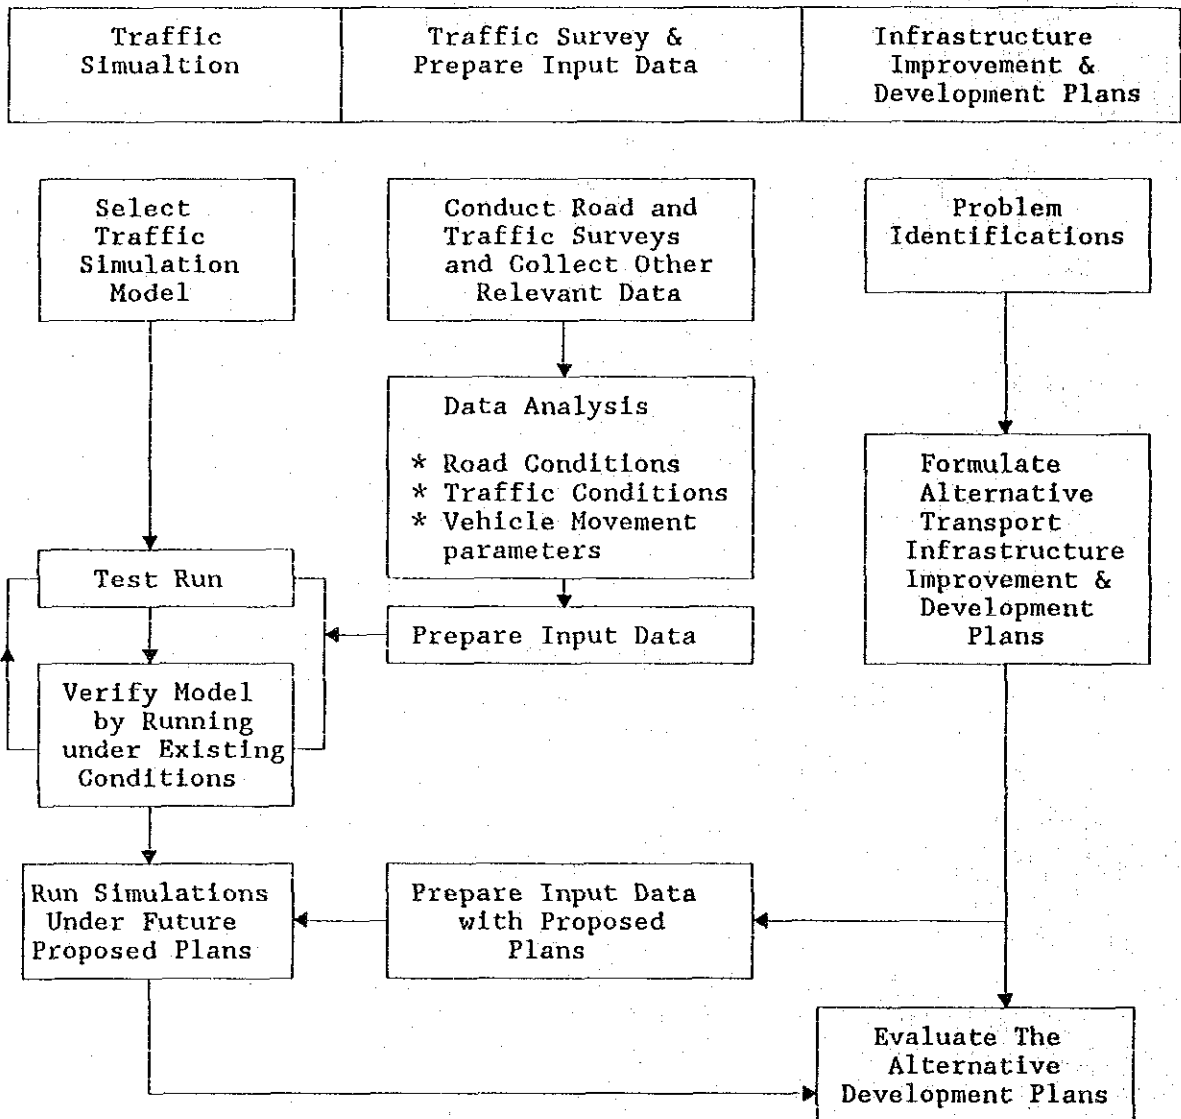 Traffic
Simualtion
Traffic Survey &
Prepare Input Data
Infrastructure
Improvement &
Development Plans
Select
Traffic
Simulation
Model
Conduct Road and
Traffic Surveys
and Collect Other
Relevant Data
Problem
Identifications
Data Analysis
* Road Conditions
* Traffic Conditions
* Vehicle Movement
parameters
Formulate
Alternative
Transport
Infrastructure
Improvement &
Development
Plans
Test Run
Prepare Input Data
Verify Model
by Running
under Existing
Conditions
Run Simulations
Under Future
Proposed Plans
Prepare Input Data
with Proposed
Plans
Evaluate The
Alternative
Development Plans